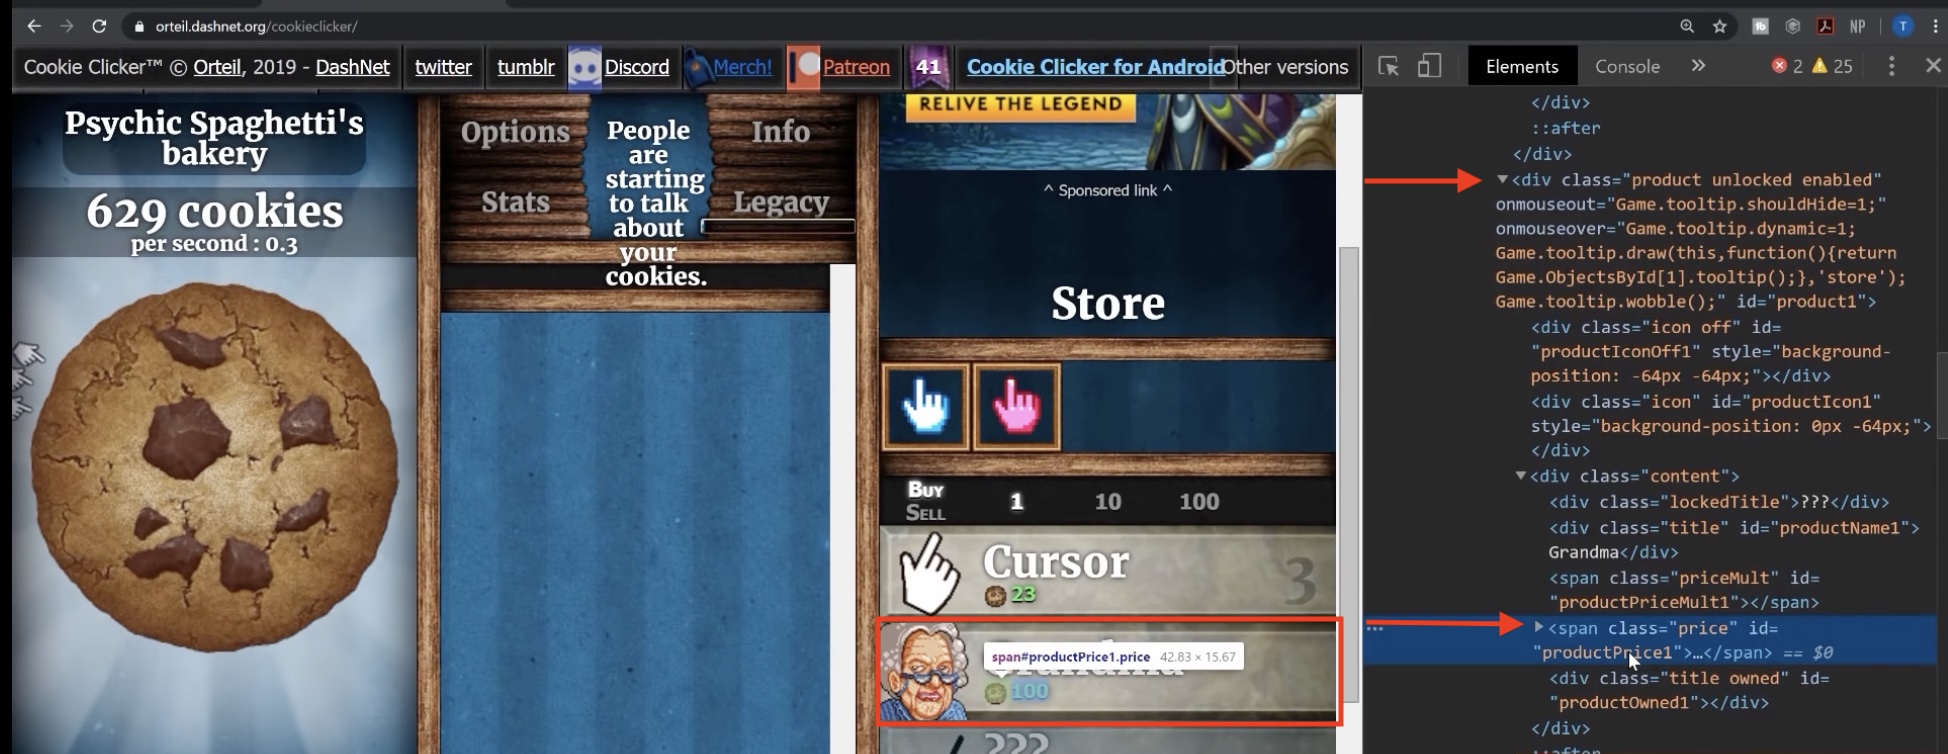 orteil.dashnet.org/cookieclicker/
NP
T
Cookie Clicker™ © Orteil, 2019 - DashNet
twitter
tumblr
Discord
Merch!
Patreon
41
Cookie Clicker for Android
Other versions
Elements
Console
2
25
Psychic Spaghetti's
bakery
629 cookies
per second : 0.3
Options
Stats
People
are
starting
to talk
about
your
cookies.
Info
Legacy
RELIVE THE LEGEND
^ Sponsored link ^
Store
BUY
SELL
1
10
100
Cursor
23
3
span#productPrice1.price 42.83 × 15.67
100
???
</div>
::after
</div>
<div class="product unlocked enabled"
onmouseout="Game.tooltip.shouldHide=1;"
onmouseover="Game.tooltip.dynamic=1;
Game.tooltip.draw(this,function(){return
Game.ObjectsById[1].tooltip();},'store');
Game.tooltip.wobble();" id="product1">
<div class="icon off" id=
"productIconOff1" style="background-
position: -64px -64px;"></div>
<div class="icon" id="productIcon1"
style="background-position: 0px -64px;">
</div>
<div class="content">
<div class="lockedTitle">???</div>
<div class="title" id="productName1">
Grandma</div>
<span class="priceMult" id=
"productPriceMult1"></span>
<span class="price" id=
"productPrice1">…</span> == $0
<div class="title owned" id=
"productOwned1"></div>
</div>
::after